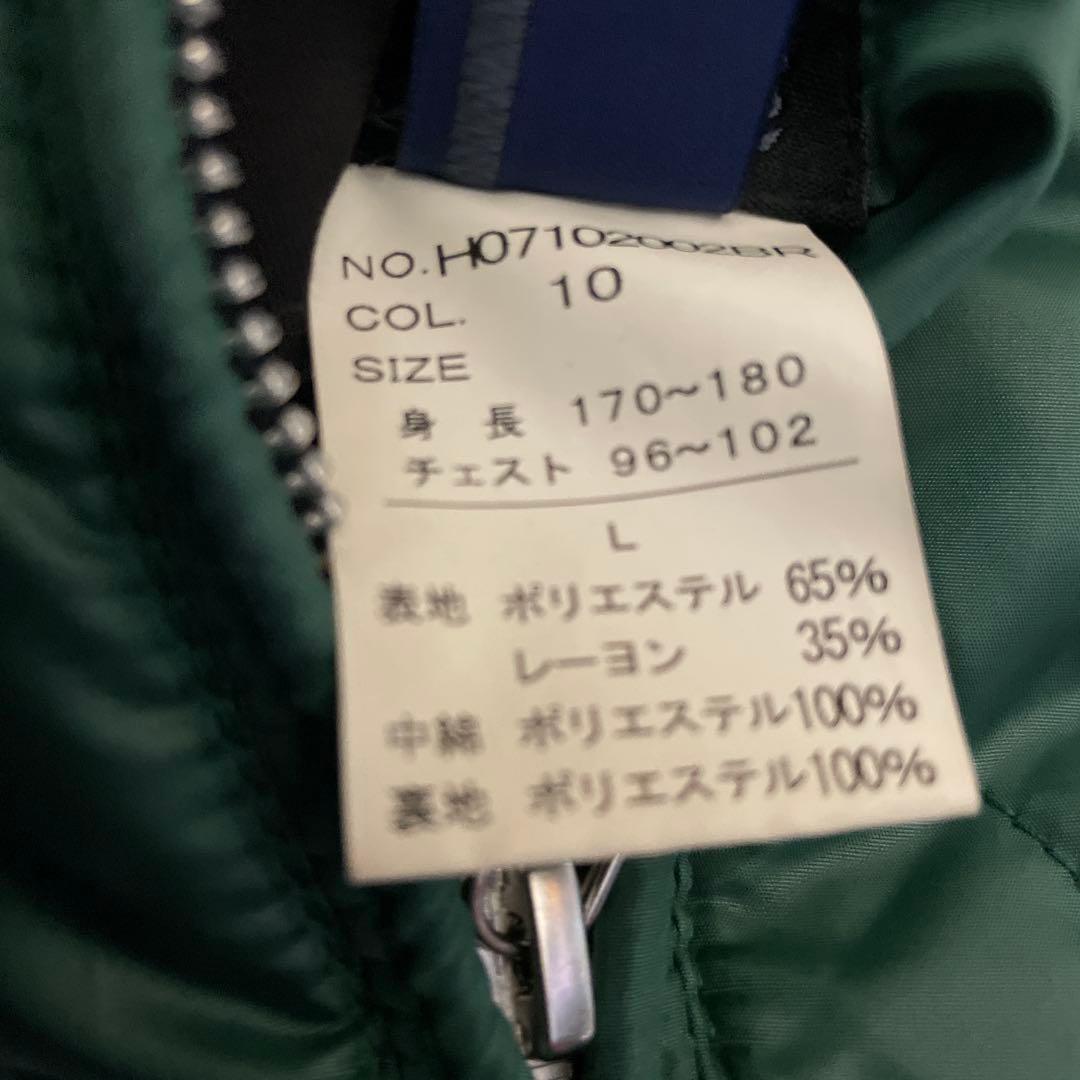 NO.H07102002BR
COL. 10
SIZE
身長 170～180
チェスト 96～102
L
表地 ポリエステル 65%
レーヨン 35%
中綿 ポリエステル100%
裏地 ポリエステル100%